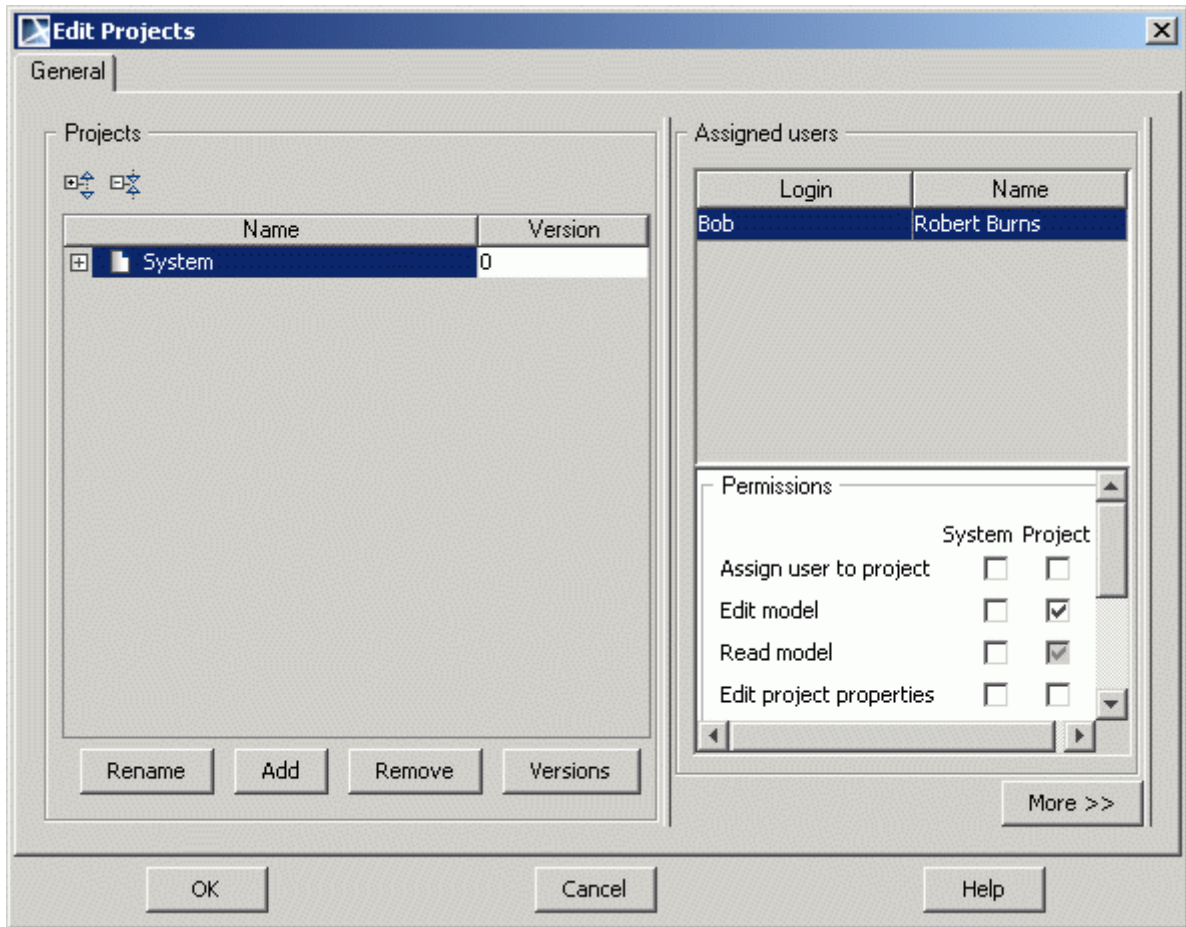 Edit Projects
General
Projects
Name Version
System 0
Rename Add Remove Versions
Assigned users
Login Name
Bob Robert Burns
Permissions
System Project
Assign user to project
Edit model
Read model
Edit project properties
More >>
OK Cancel Help